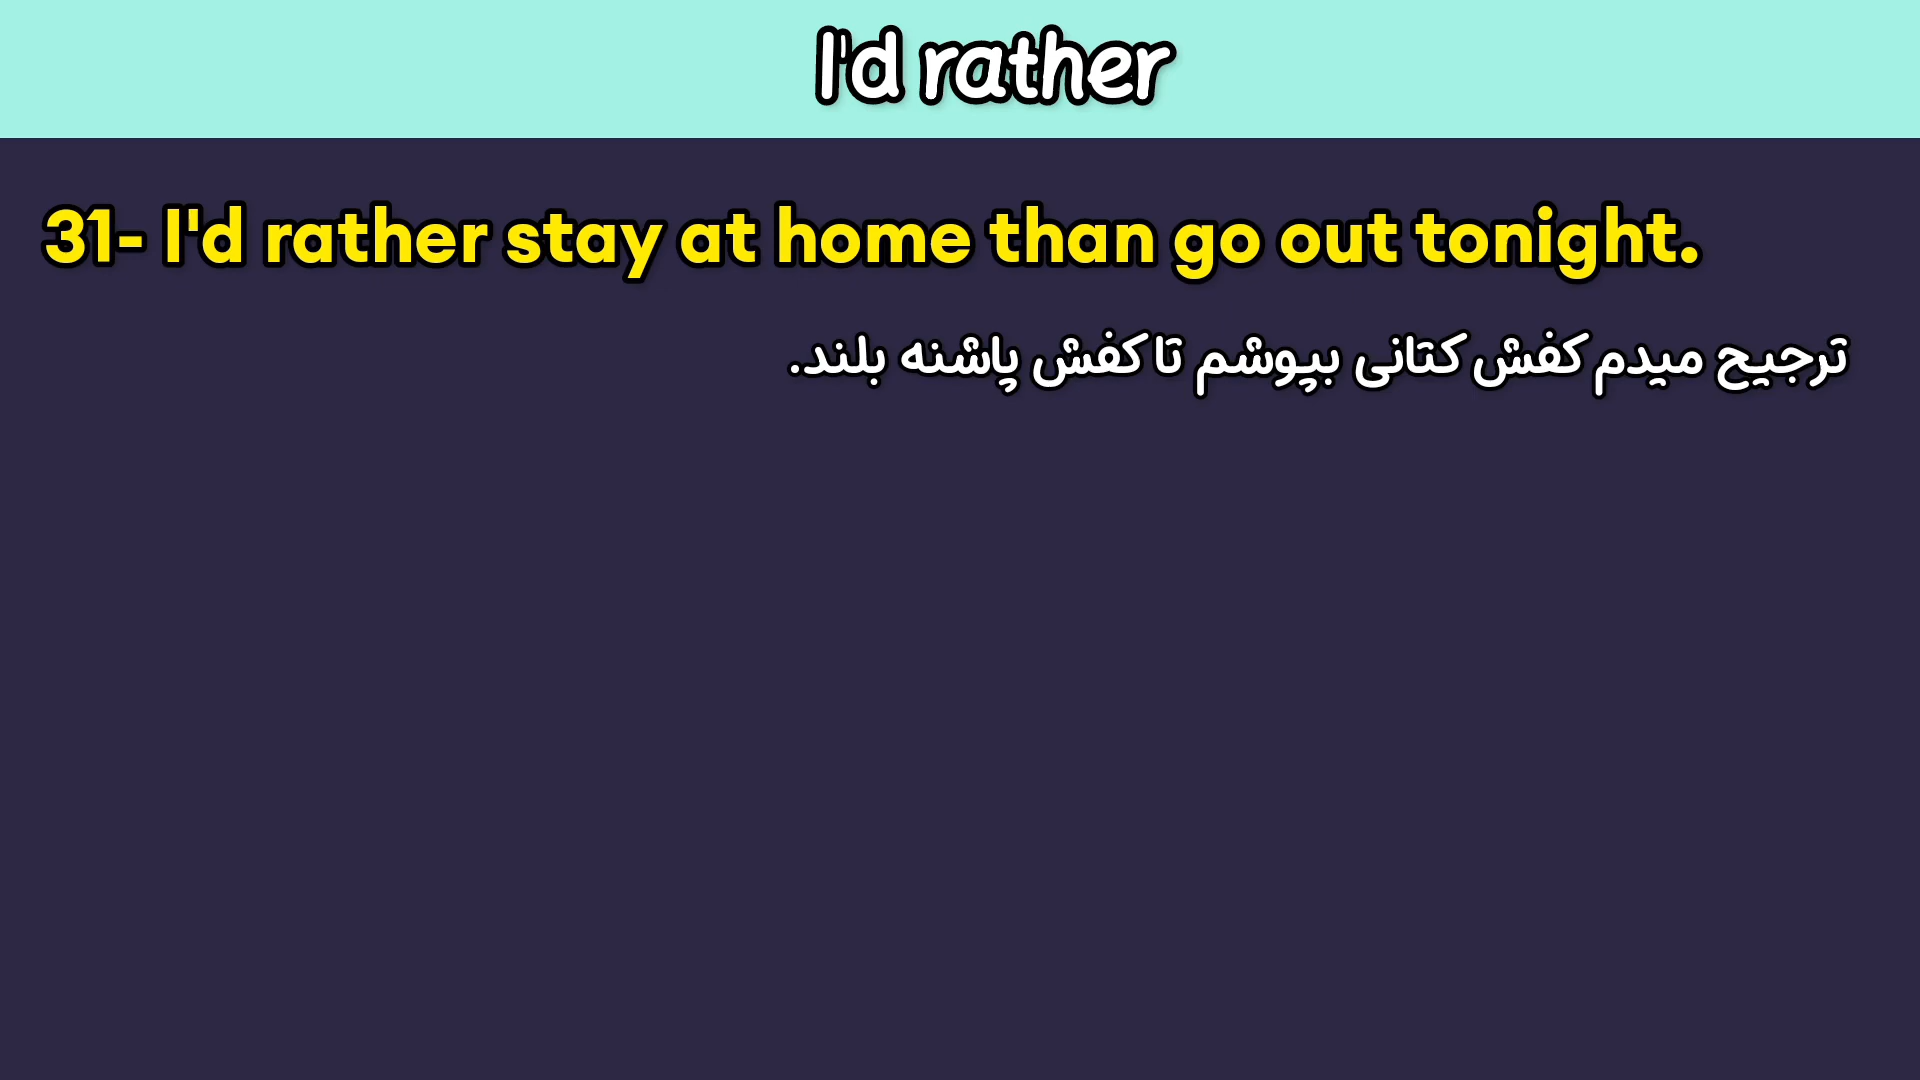 I'd rather
31- I'd rather stay at home than go out tonight.
ترجیح میدم کفش کتانی بپوشم تا کفش پاشنه بلند.